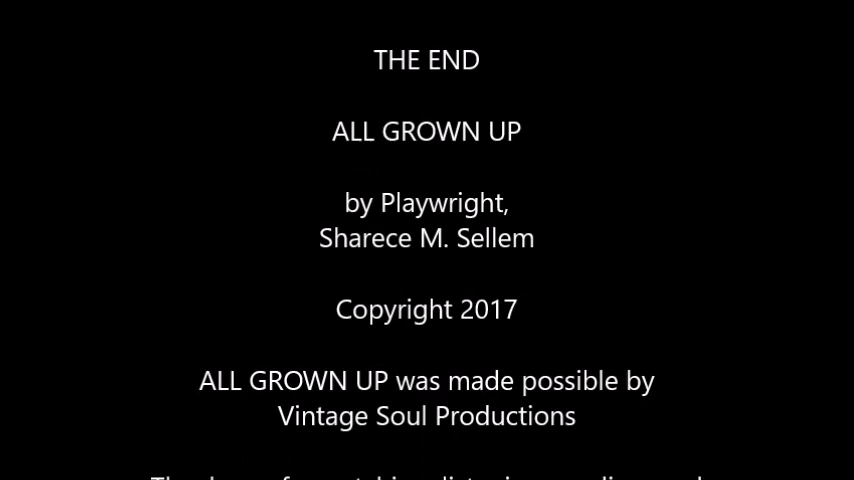 THE END
ALL GROWN UP
by Playwright,
Sharece M. Sellem
Copyright 2017
ALL GROWN UP was made possible by
Vintage Soul Productions